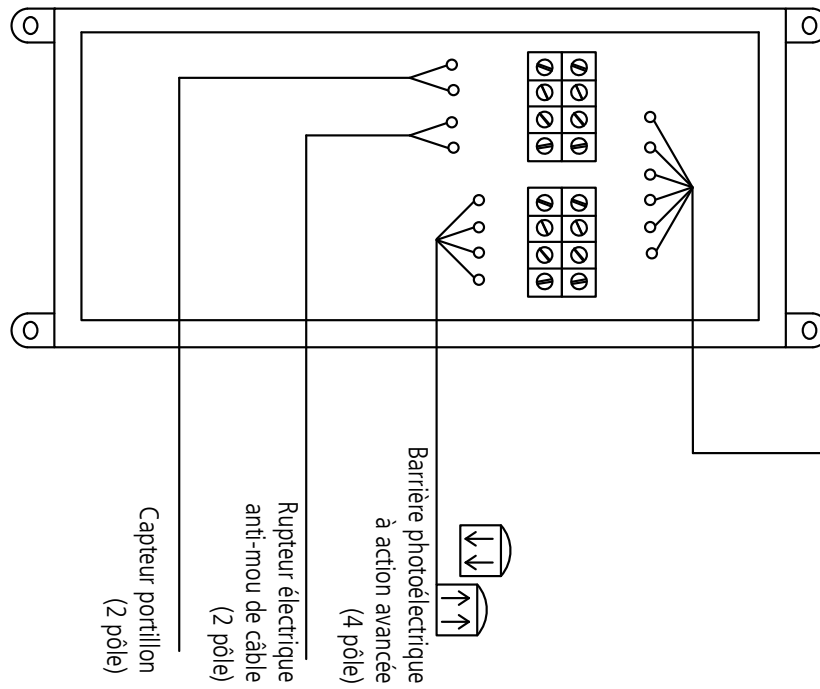 Capteur portillon
(2 pôle)
Rupteur électrique
anti-mou de câble
(2 pôle)
Barrière photoélectrique
à action avancée
(4 pôle)